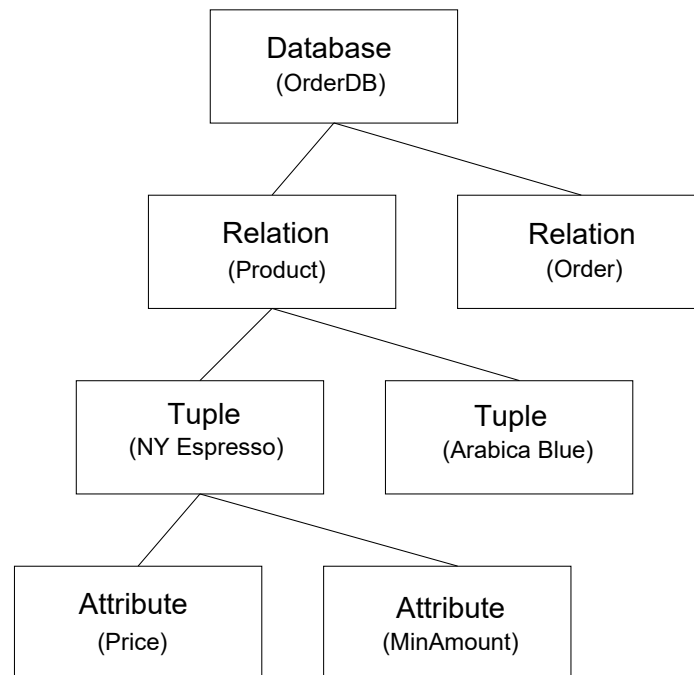 Database
(OrderDB)
Relation
(Product)
Relation
(Order)
Tuple
(NY Espresso)
Tuple
(Arabica Blue)
Attribute
(Price)
Attribute
(MinAmount)